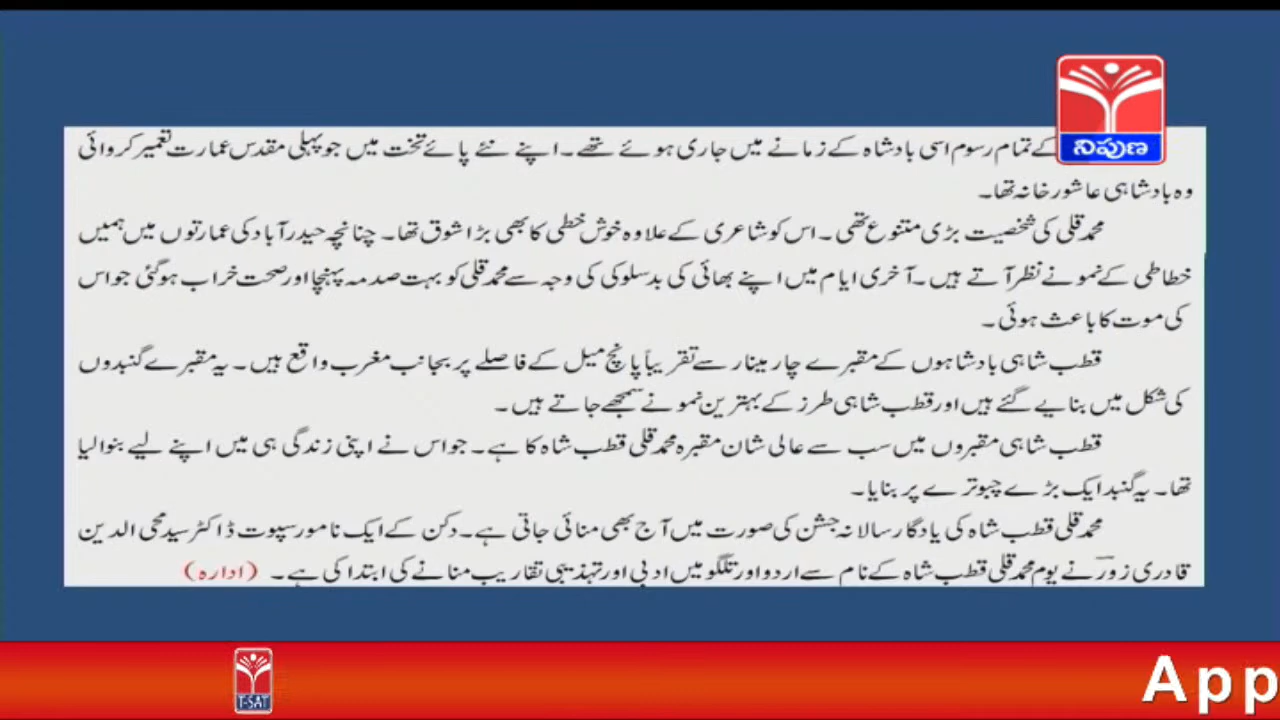 నిపుణ
کے تمام رسوم اسی بادشاہ کے زمانے میں جاری ہوئے تھے۔ اپنے نئے پائے تخت میں جو پہلی مقدس عمارت تعمیر کروائی
وہ بادشاہی عاشور خانہ تھا۔
محمد قلی کی شخصیت بڑی متنوع تھی۔ اس کو شاعری کے علاوہ خوش خطی کا بھی بڑا شوق تھا۔ چنانچہ حیدرآباد کی عمارتوں میں ہمیں
خطاطی کے نمونے نظر آتے ہیں۔ آخری ایام میں اپنے بھائی کی بدسلوکی کی وجہ سے محمد قلی کو بہت صدمہ پہنچا اور صحت خراب ہوگئی جو اس
کی موت کا باعث ہوئی۔
قطب شاہی بادشاہوں کے مقبرے چار مینار سے تقریباً پانچ میل کے فاصلے پر بجانب مغرب واقع ہیں۔ یہ مقبرے گنبدوں
کی شکل میں بنایے گئے ہیں اور قطب شاہی طرز کے بہترین نمونے سمجھے جاتے ہیں۔
قطب شاہی مقبروں میں سب سے عالی شان مقبرہ محمد قلی قطب شاہ کا ہے۔ جو اس نے اپنی زندگی ہی میں اپنے لیے بنوالیا
تھا۔ یہ گنبد ایک بڑے چبوترے پر بنایا۔
محمد قلی قطب شاہ کی یادگار سالانہ جشن کی صورت میں آج بھی منائی جاتی ہے۔ دکن کے ایک نامور سپوت ڈاکٹر سید محی الدین
قادری زورؔ نے یوم محمد قلی قطب شاہ کے نام سے اردو اور تلگو میں ادبی اور تہذیبی تقاریب منانے کی ابتدا کی ہے۔ (ادارہ)
T-SAT
App